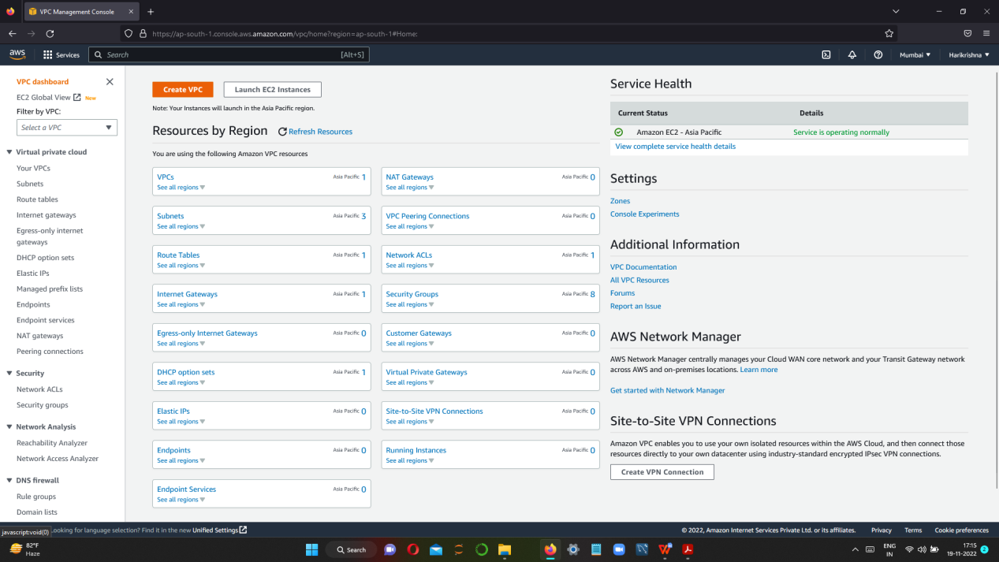 VPC Management Console
https://ap-south-1.console.aws.amazon.com/vpc/home?region=ap-south-1#Home:
aws
Services
Search
[Alt+S]
Mumbai
Harikrishna
VPC dashboard
EC2 Global View New
Filter by VPC:
Select a VPC
Virtual private cloud
Your VPCs
Subnets
Route tables
Internet gateways
Egress-only internet
gateways
DHCP option sets
Elastic IPs
Managed prefix lists
Endpoints
Endpoint services
NAT gateways
Peering connections
Security
Network ACLs
Security groups
Network Analysis
Reachability Analyzer
Network Access Analyzer
DNS firewall
Rule groups
Domain lists
Create VPC
Launch EC2 Instances
Note: Your Instances will launch in the Asia Pacific region.
Resources by Region
Refresh Resources
You are using the following Amazon VPC resources
VPCs Asia Pacific 1
See all regions
NAT Gateways Asia Pacific 0
See all regions
Subnets Asia Pacific 3
See all regions
VPC Peering Connections Asia Pacific 0
See all regions
Route Tables Asia Pacific 1
See all regions
Network ACLs Asia Pacific 1
See all regions
Internet Gateways Asia Pacific 1
See all regions
Security Groups Asia Pacific 8
See all regions
Egress-only Internet Gateways Asia Pacific 0
See all regions
Customer Gateways Asia Pacific 0
See all regions
DHCP option sets Asia Pacific 1
See all regions
Virtual Private Gateways Asia Pacific 0
See all regions
Elastic IPs Asia Pacific 0
See all regions
Site-to-Site VPN Connections Asia Pacific 0
See all regions
Endpoints Asia Pacific 0
See all regions
Running Instances Asia Pacific 0
See all regions
Endpoint Services Asia Pacific 0
See all regions
Service Health
Current Status Details
Amazon EC2 - Asia Pacific Service is operating normally
View complete service health details
Settings
Zones
Console Experiments
Additional Information
VPC Documentation
All VPC Resources
Forums
Report an Issue
AWS Network Manager
AWS Network Manager centrally manages your Cloud WAN core network and your Transit Gateway network
across AWS and on-premises locations. Learn more
Get started with Network Manager
Site-to-Site VPN Connections
Amazon VPC enables you to use your own isolated resources within the AWS Cloud, and then connect those
resources directly to your own datacenter using industry-standard encrypted IPsec VPN connections.
Create VPN Connection
javascript:void(0)
ooking for language selection? Find it in the new Unified Settings
© 2022, Amazon Internet Services Private Ltd. or its affiliates.
Privacy
Terms
Cookie preferences
82°F
Haze
Search
ENG
IN
17:15
19-11-2022
2